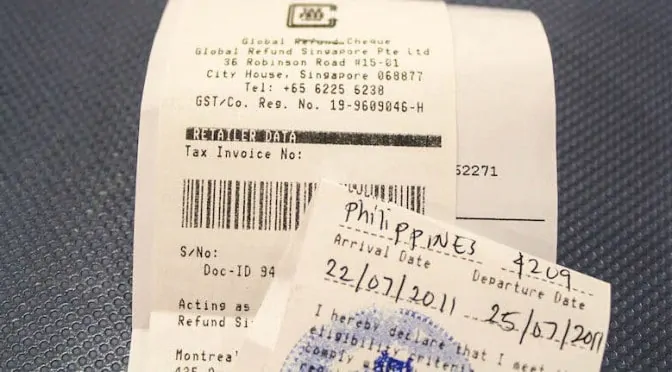 TAX
FREE
Global Refund Cheque
Global Refund Singapore Pte Ltd
36 Robinson Road #15-01
City House, Singapore 068877
Tel: +65 6225 6238
GST/Co. Reg. No. 19-9609046-H
RETAILER DATA
Tax Invoice No:
52271
S/No:
Doc-ID 94
Acting as
Refund Si
Montrea
PHILIPPINES 4209
Arrival Date Departure Date
22/07/2011 25/07/2011
I hereby declare that I meet
eligibility criteri
comply